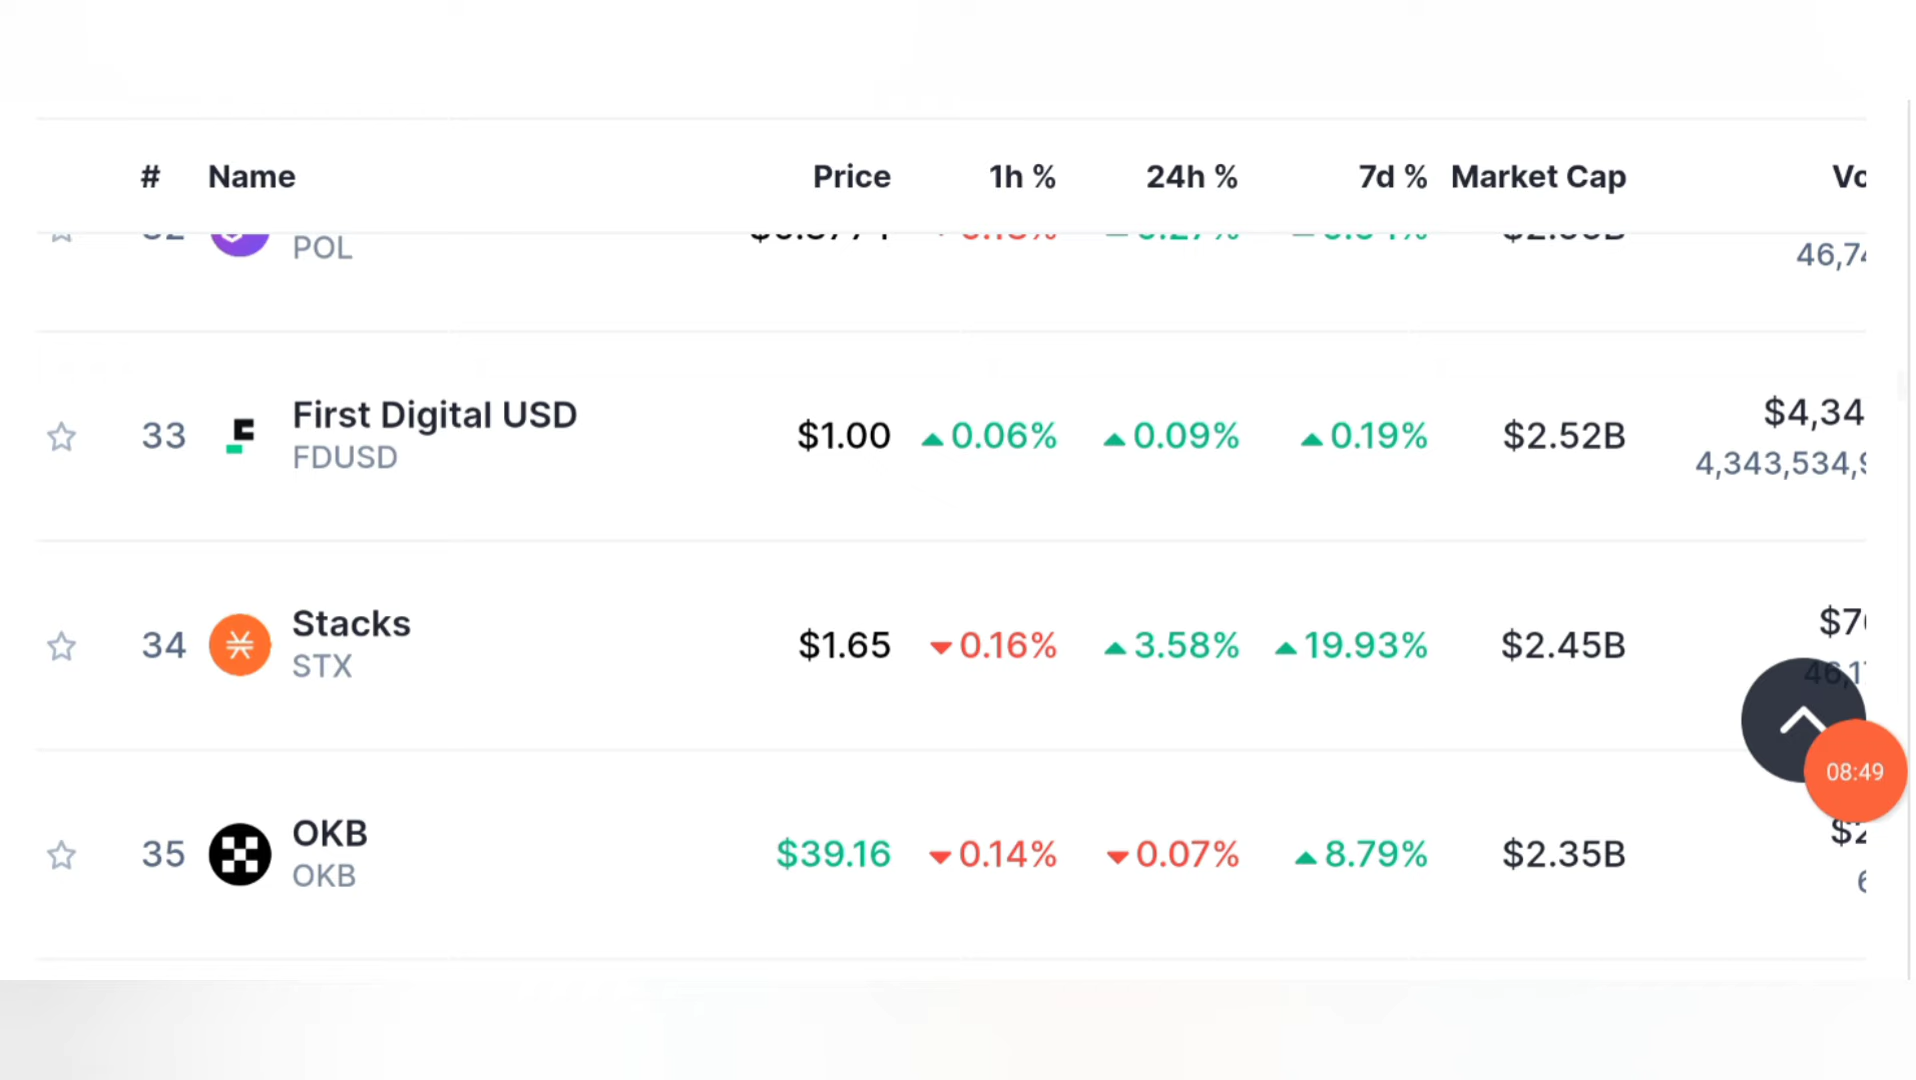 # Name Price 1h % 24h % 7d % Market Cap
POL
First Digital USD
33 $1.00 0.06% 0.09% 0.19% $2.52B $4,34
FDUSD 4,343,534,9
Stacks
34 $1.65 0.16% 3.58% 19.93% $2.45B
STX
08:49
OKB
35 $39.16 0.14% 0.07% 8.79% $2.35B
OKB